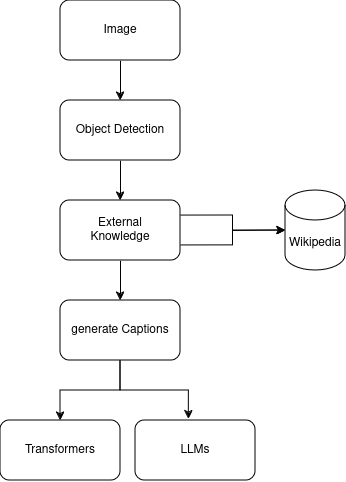 Image
Object Detection
External
Knowledge
Wikipedia
generate Captions
Transformers
LLMs